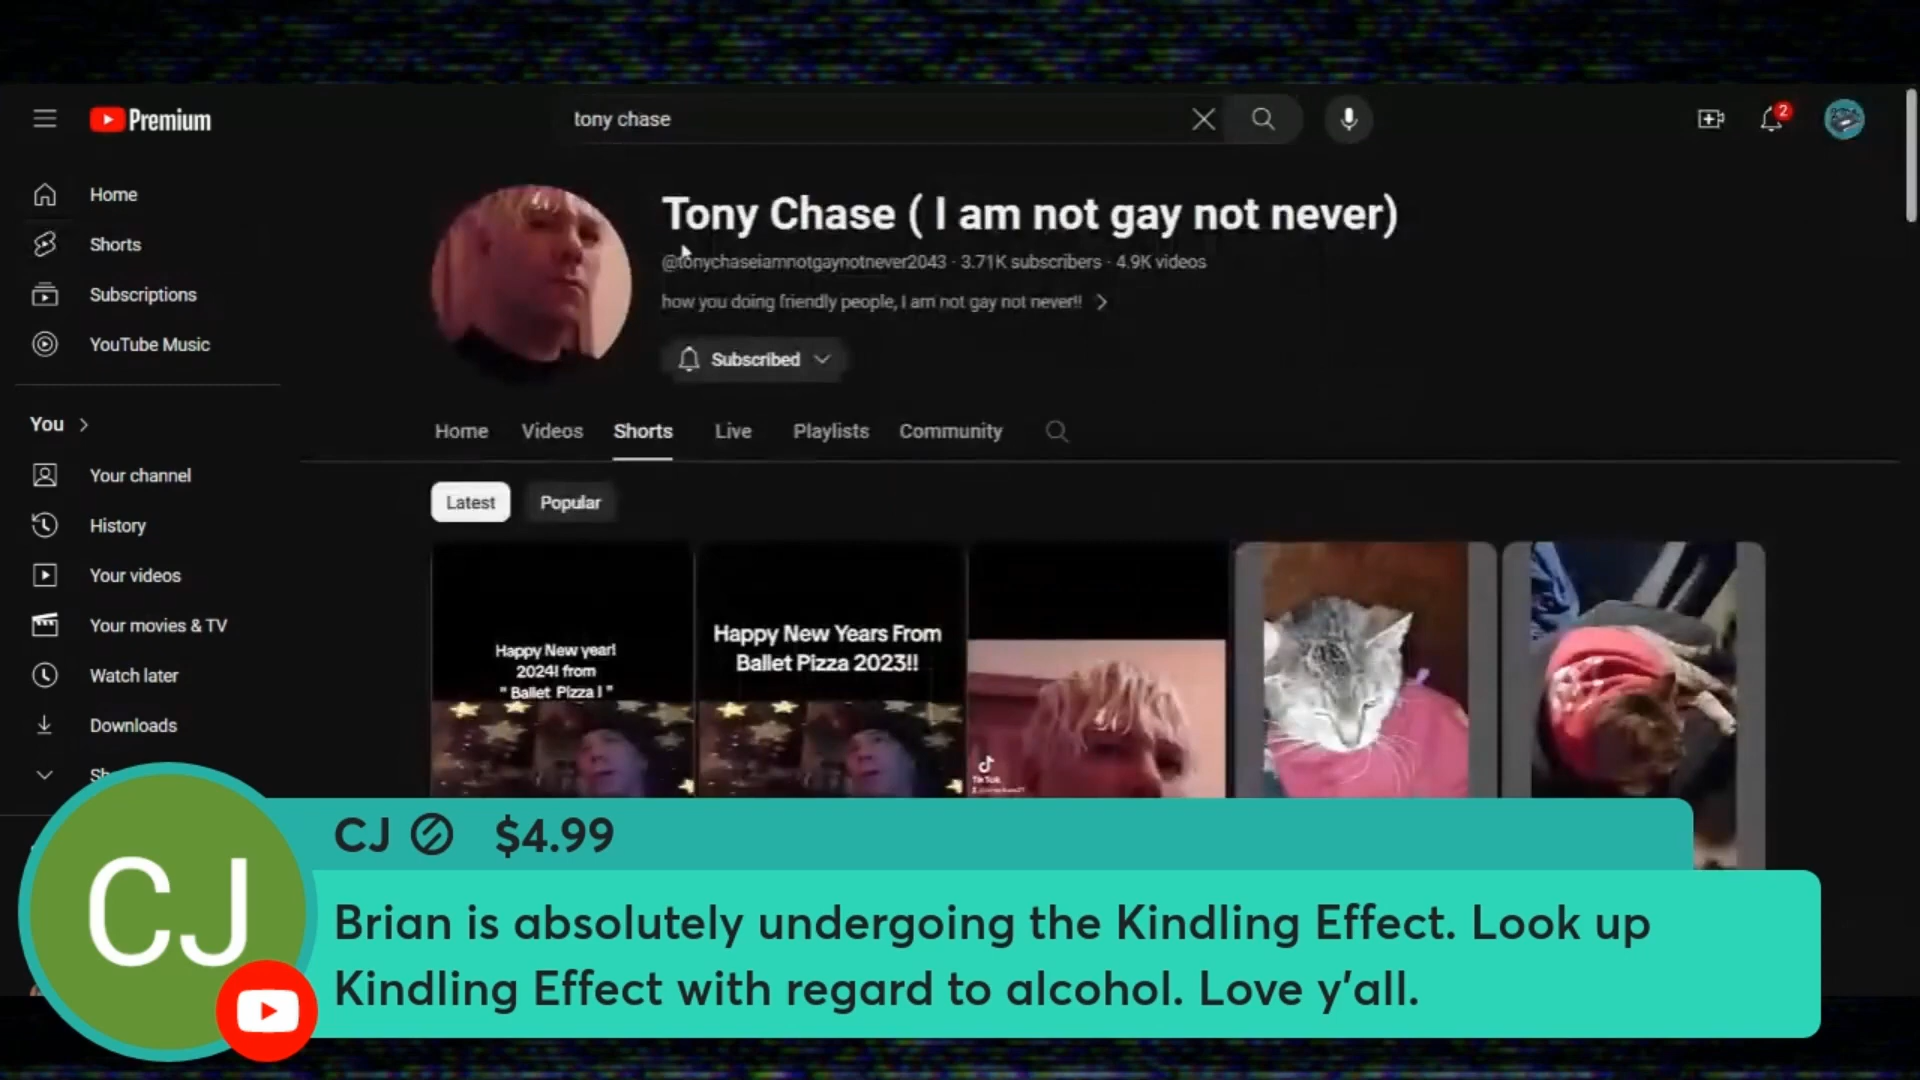 Premium
tony chase
2
Home
Shorts
Subscriptions
YouTube Music
You
Your channel
History
Your videos
Your movies & TV
Watch later
Downloads
Tony Chase ( I am not gay not never)
@tonychaseiamnotgaynotnever2043 · 3.71K subscribers · 4.9K videos
how you doing friendly people, I am not gay not never!!
Subscribed
Home Videos Shorts Live Playlists Community
Latest Popular
Happy New year!
2024! from
" Ballet Pizza ! "
Happy New Years From
Ballet Pizza 2023!!
TikTok
CJ $4.99
CJ
Brian is absolutely undergoing the Kindling Effect. Look up
Kindling Effect with regard to alcohol. Love y'all.